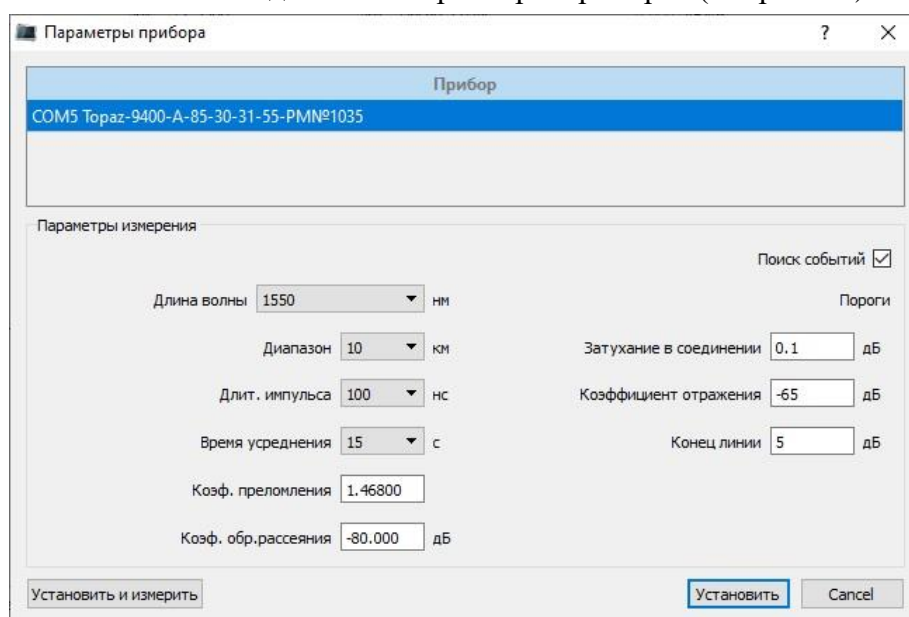 Параметры прибора
?
Прибор
COM5 Topaz-9400-A-85-30-31-55-PM№1035
Параметры измерения
Поиск событий
Длина волны 1550 нм
Пороги
Диапазон 10 км
Затухание в соединении 0.1 дБ
Длит. импульса 100 нс
Коэффициент отражения -65 дБ
Время усреднения 15 с
Конец линии 5 дБ
Коэф. преломления 1.46800
Коэф. обр.рассеяния -80.000 дБ
Установить и измерить
Установить
Cancel